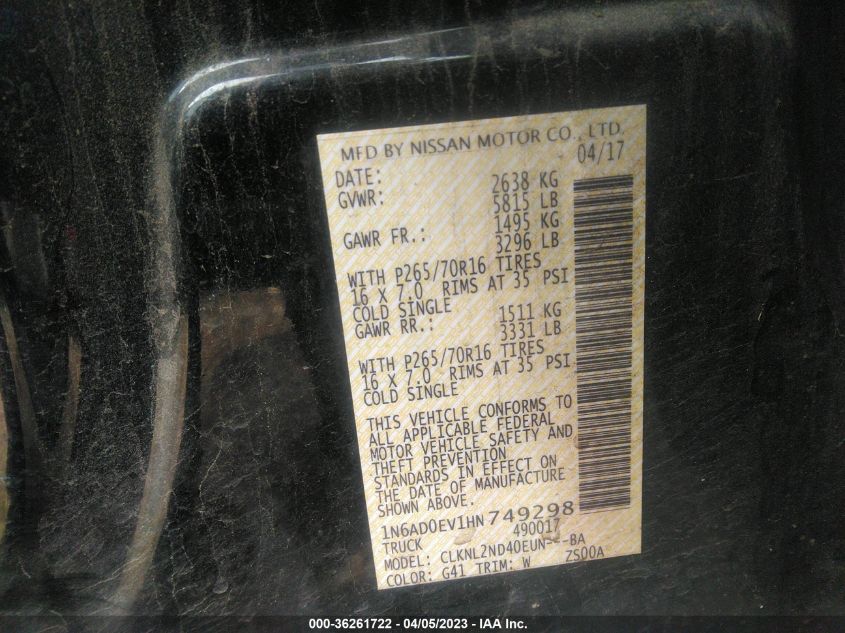 MFD BY NISSAN MOTOR CO., LTD.
DATE: 04/17
GVWR: 2638 KG
5815 LB
GAWR FR.: 1495 KG
3296 LB
WITH P265/70R16 TIRES
16 X 7.0 RIMS AT 35 PSI
COLD SINGLE
GAWR RR.: 1511 KG
3331 LB
WITH P265/70R16 TIRES
16 X 7.0 RIMS AT 35 PSI
COLD SINGLE
THIS VEHICLE CONFORMS TO
ALL APPLICABLE FEDERAL
MOTOR VEHICLE SAFETY AND
THEFT PREVENTION
STANDARDS IN EFFECT ON
THE DATE OF MANUFACTURE
SHOWN ABOVE.
1N6AD0EV1HN749298
TRUCK 490017
MODEL: CLKNL2ND40EUN---BA
COLOR: G41 TRIM: W ZS00A
000-36261722 - 04/05/2023 - IAA Inc.